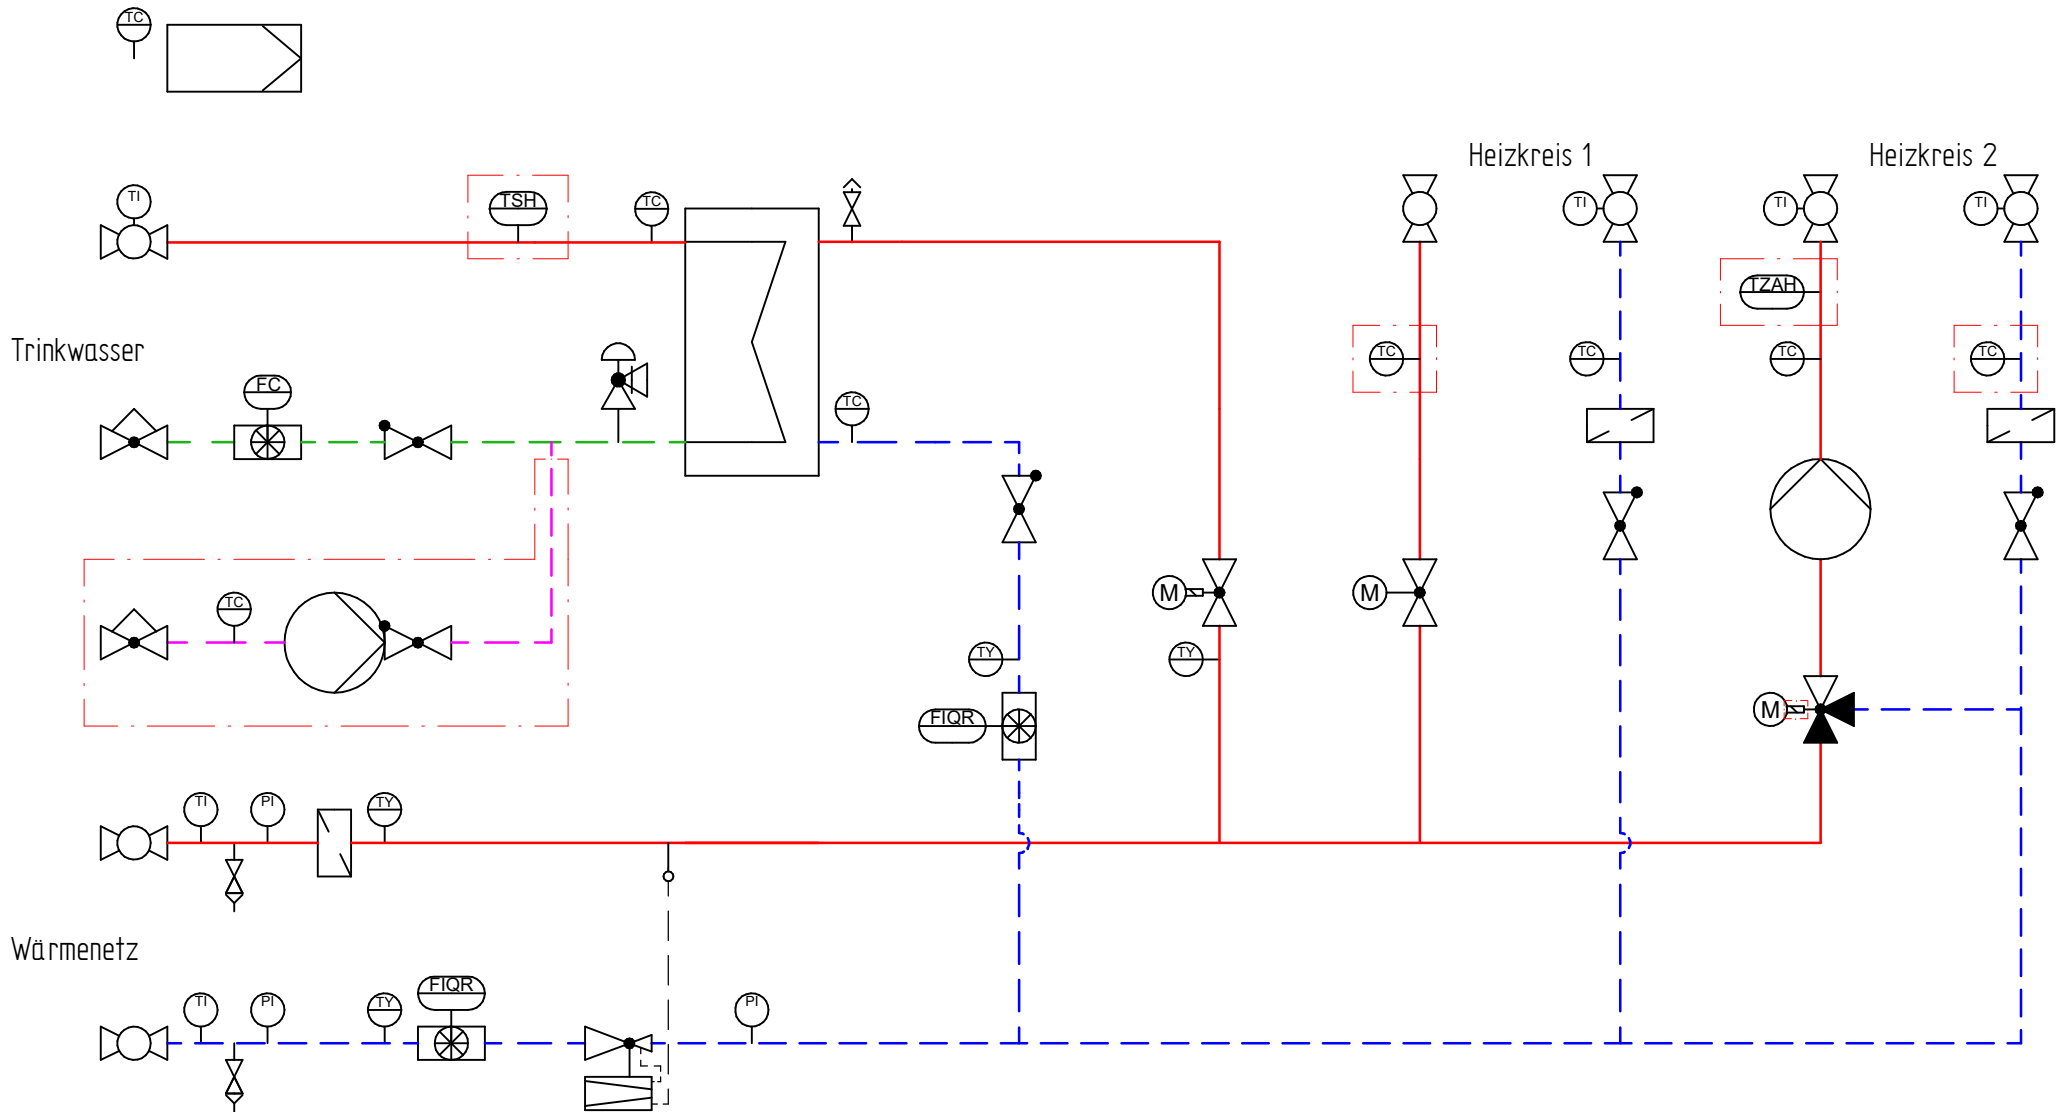 TC
Heizkreis 1
Heizkreis 2
TI
TSH
TC
TI
TI
TI
TZAH
Trinkwasser
TC
TC
TC
TC
FC
TC
TC
M
M
TY
TY
M
FIQR
TI
PI
TY
Wärmenetz
TI
PI
TY
FIQR
PI